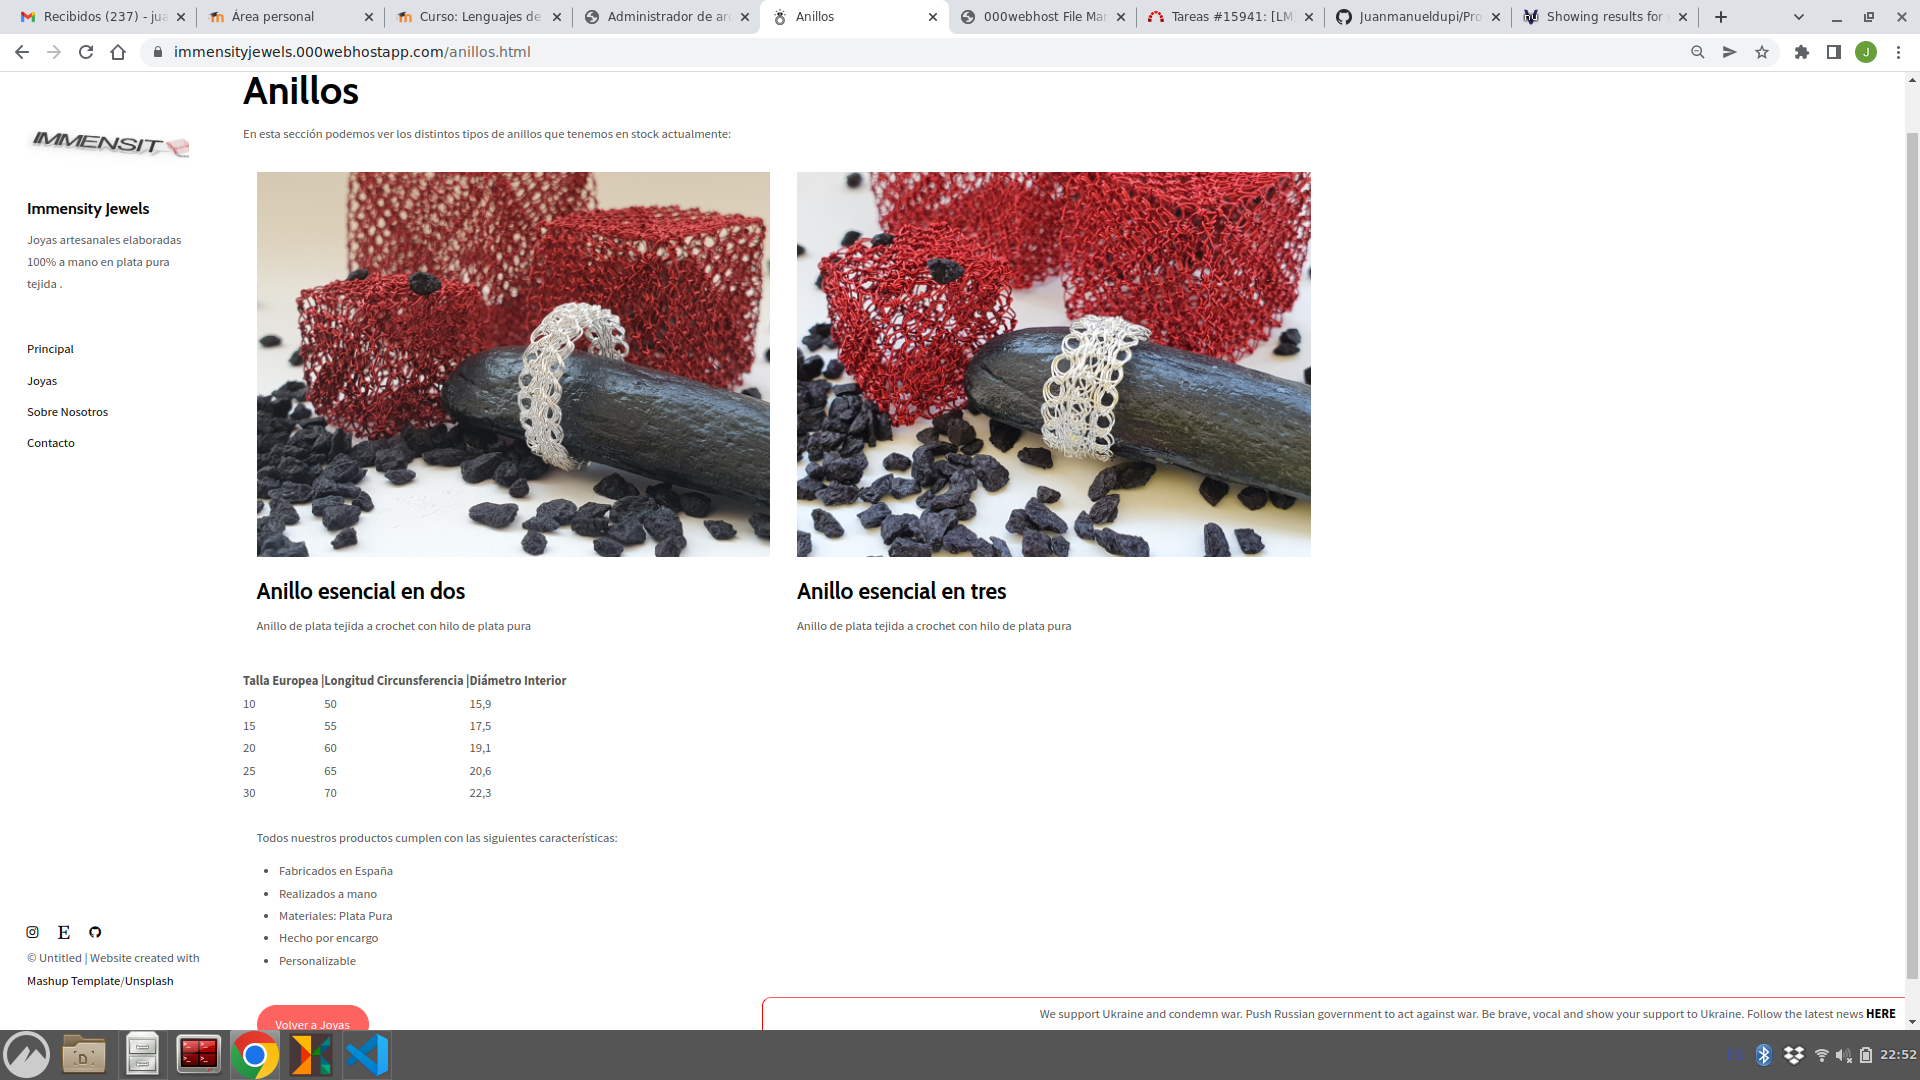 Recibidos (237) - jua
Área personal
Curso: Lenguajes de
Administrador de arc
Anillos
000webhost File Man
Tareas #15941: [LM
Juanmanueldupi/Pro
Showing results for
immensityjewels.000webhostapp.com/anillos.html
J
IMMENSIT
Immensity Jewels
Joyas artesanales elaboradas
100% a mano en plata pura
tejida .
Principal
Joyas
Sobre Nosotros
Contacto
© Untitled | Website created with
Mashup Template/Unsplash
Anillos
En esta sección podemos ver los distintos tipos de anillos que tenemos en stock actualmente:
Anillo esencial en dos
Anillo de plata tejida a crochet con hilo de plata pura
Anillo esencial en tres
Anillo de plata tejida a crochet con hilo de plata pura
Talla Europea |Longitud Circunsferencia |Diámetro Interior
10 50 15,9
15 55 17,5
20 60 19,1
25 65 20,6
30 70 22,3
Todos nuestros productos cumplen con las siguientes características:
• Fabricados en España
• Realizados a mano
• Materiales: Plata Pura
• Hecho por encargo
• Personalizable
Volver a Joyas
We support Ukraine and condemn war. Push Russian government to act against war. Be brave, vocal and show your support to Ukraine. Follow the latest news HERE
ES
22:52